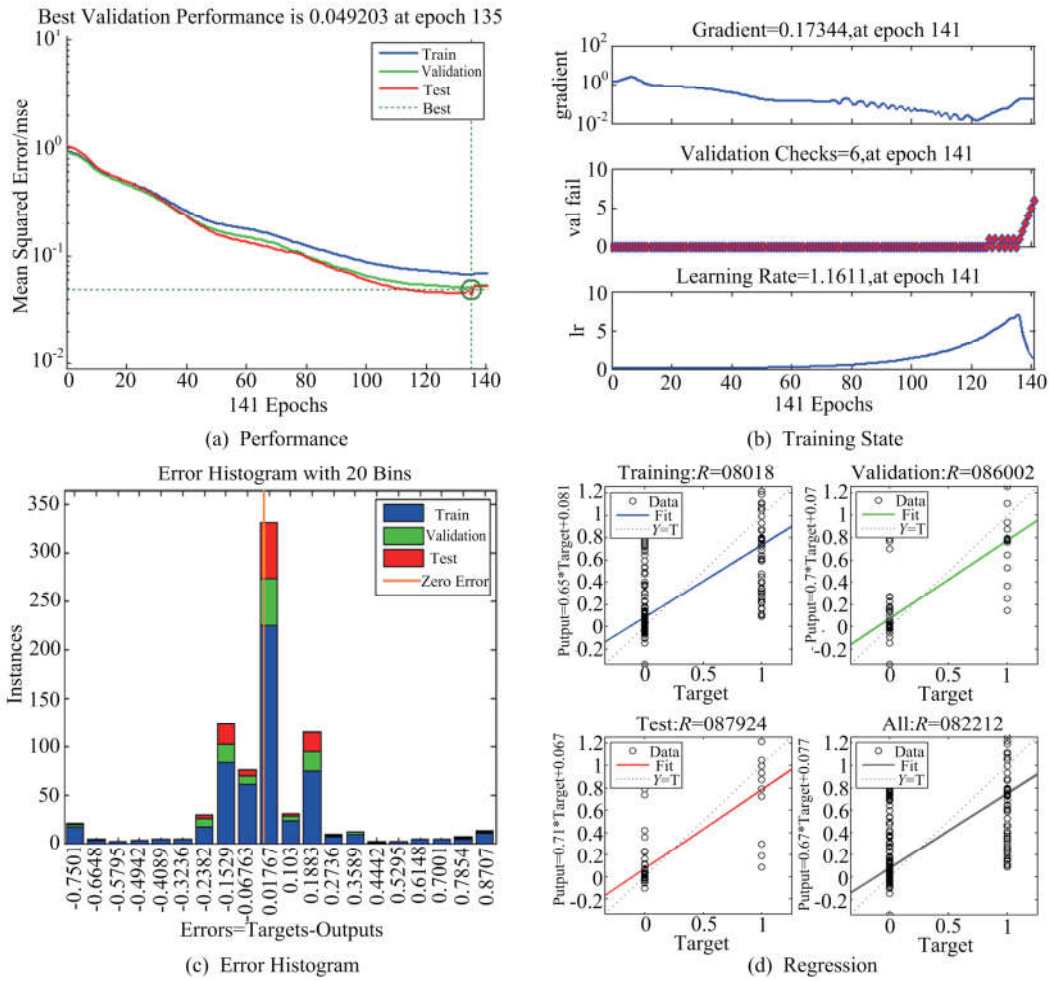 Best Validation Performance is 0.049203 at epoch 135
Mean Squared Error/mse
10¹
10⁰
10⁻¹
10⁻²
Train
Validation
Test
Best
0 20 40 60 80 100 120 140
141 Epochs
(a) Performance
Gradient=0.17344,at epoch 141
gradient
10²
10⁰
10⁻²
Validation Checks=6,at epoch 141
val fail
10
5
0
Learning Rate=1.1611,at epoch 141
lr
10
5
0
0 20 40 60 80 100 120 140
141 Epochs
(b) Training State
Error Histogram with 20 Bins
Instances
350
300
250
200
150
100
50
0
Train
Validation
Test
Zero Error
-0.7501
-0.6648
-0.5795
-0.4942
-0.4089
-0.3236
-0.2382
-0.1529
-0.06763
0.01767
0.103
0.1883
0.2736
0.3589
0.4442
0.5295
0.6148
0.7001
0.7854
0.8707
Errors=Targets-Outputs
(c) Error Histogram
Training:R=08018
Putput=0.65*Target+0.081
1.2
1
0.8
0.6
0.4
0.2
0
0.2
Data
Fit
Y=T
0 0.5 1
Target
Validation:R=086002
Putput=0.7*Target+0.07
1.2
1
0.8
0.6
0.4
0.2
0
-0.2
Data
Fit
Y=T
0 0.5 1
Target
Test:R=087924
Putput=0.71*Target+0.067
1.2
1
0.8
0.6
0.4
0.2
0
-0.2
Data
Fit
Y=T
0 0.5 1
Target
All:R=082212
Putput=0.67*Target+0.077
1.2
1
0.8
0.6
0.4
0.2
0
-0.2
Data
Fit
Y=T
0 0.5 1
Target
(d) Regression